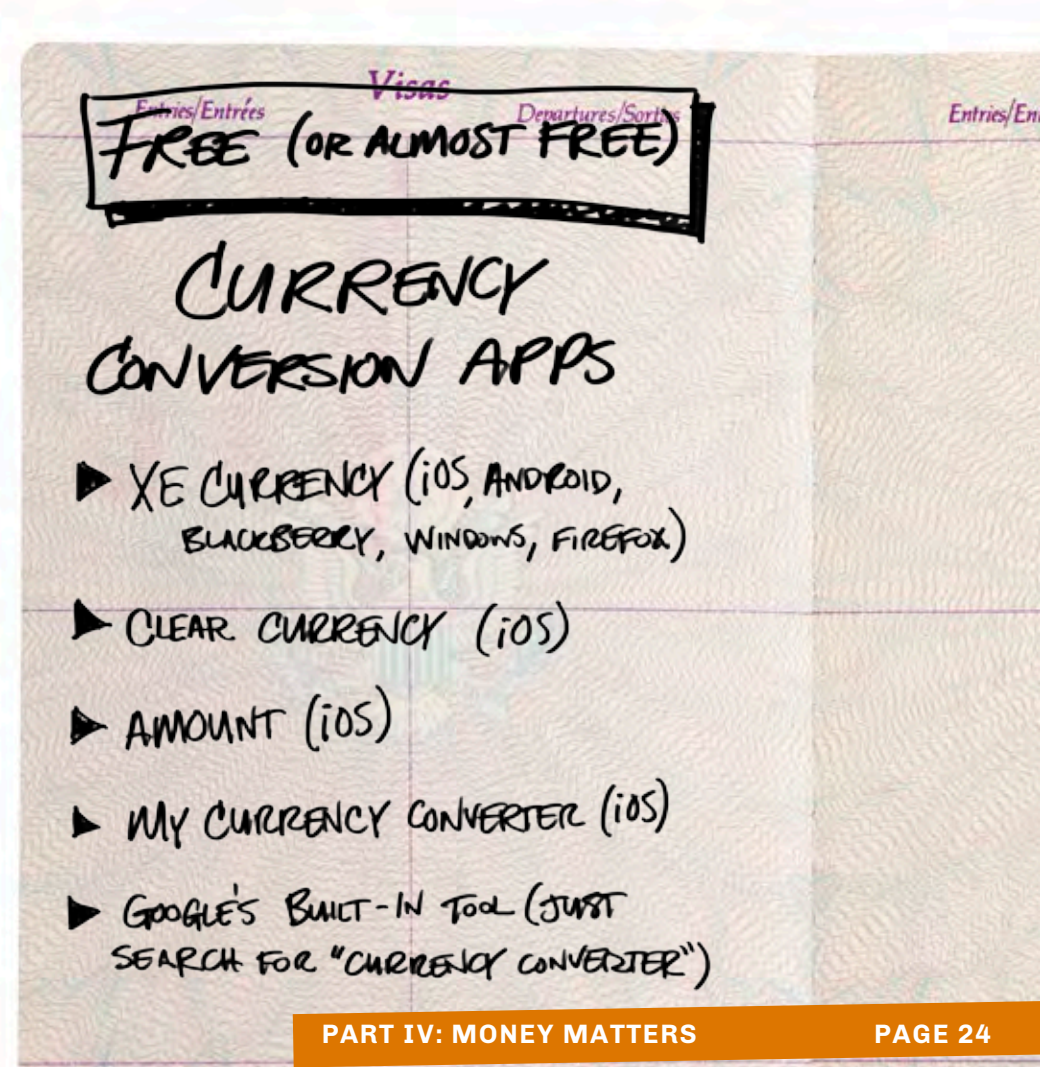 Visas
Entries/Entrées
Departures/Sorties
Entries/En
FREE (OR ALMOST FREE)
CURRENCY
CONVERSION APPS
XE CURRENCY (iOS, ANDROID,
BLACKBERRY, WINDOWS, FIREFOX)
CLEAR CURRENCY (iOS)
AMOUNT (iOS)
MY CURRENCY CONVERTER (iOS)
GOOGLE'S BUILT-IN TOOL (JUST
SEARCH FOR "CURRENCY CONVERTER")
PART IV: MONEY MATTERS PAGE 24